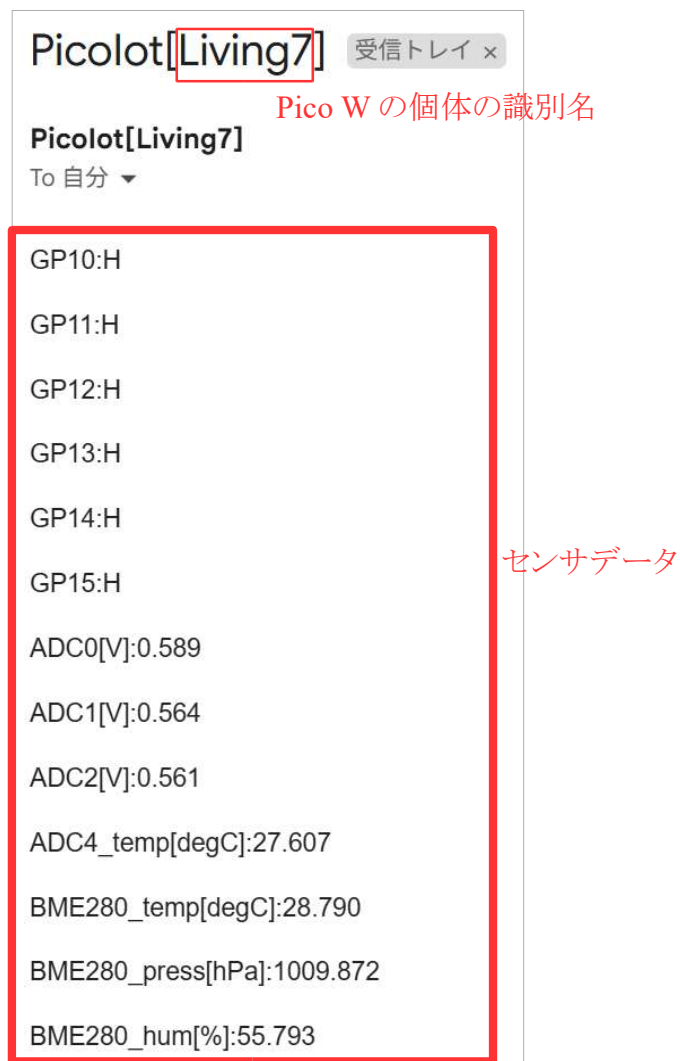 Picolot[Living7] 受信トレイ ×
Pico W の個体の識別名
Picolot[Living7]
To 自分
GP10:H
GP11:H
GP12:H
GP13:H
GP14:H
センサデータ
GP15:H
ADC0[V]:0.589
ADC1[V]:0.564
ADC2[V]:0.561
ADC4_temp[degC]:27.607
BME280_temp[degC]:28.790
BME280_press[hPa]:1009.872
BME280_hum[%]:55.793